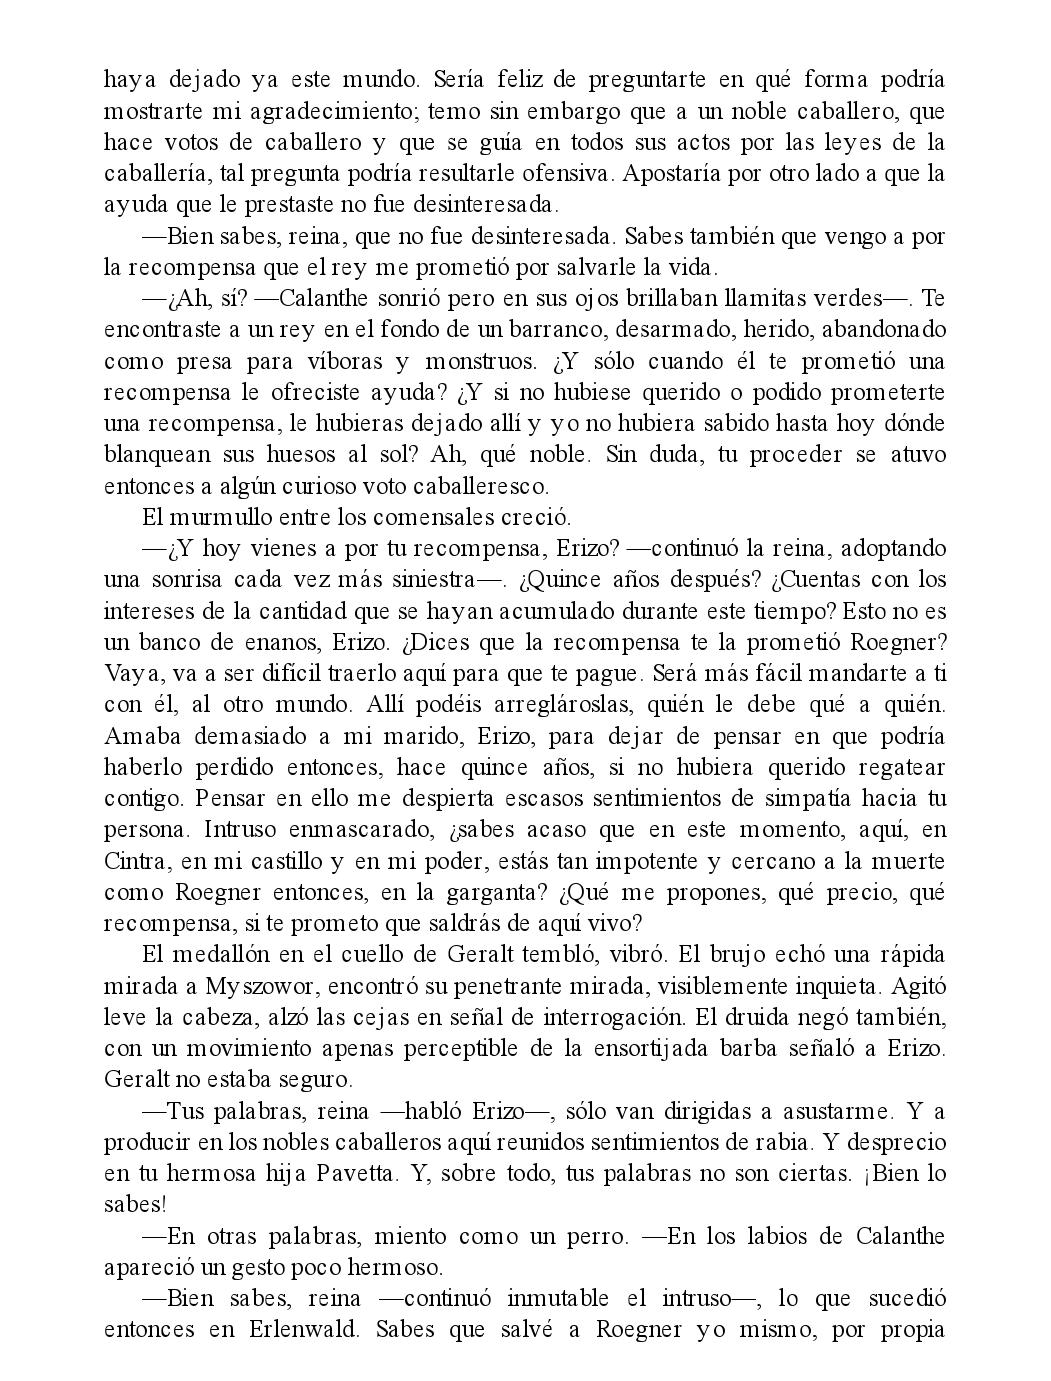 haya dejado ya este mundo. Sería feliz de preguntarte en qué forma podría
mostrarte mi agradecimiento; temo sin embargo que a un noble caballero, que
hace votos de caballero y que se guía en todos sus actos por las leyes de la
caballería, tal pregunta podría resultarle ofensiva. Apostaría por otro lado a que la
ayuda que le prestaste no fue desinteresada.
—Bien sabes, reina, que no fue desinteresada. Sabes también que vengo a por
la recompensa que el rey me prometió por salvarle la vida.
—¿Ah, sí? —Calanthe sonrió pero en sus ojos brillaban llamitas verdes—. Te
encontraste a un rey en el fondo de un barranco, desarmado, herido, abandonado
como presa para víboras y monstruos. ¿Y sólo cuando él te prometió una
recompensa le ofreciste ayuda? ¿Y si no hubiese querido o podido prometerte
una recompensa, le hubieras dejado allí y yo no hubiera sabido hasta hoy dónde
blanquean sus huesos al sol? Ah, qué noble. Sin duda, tu proceder se atuvo
entonces a algún curioso voto caballeresco.
El murmullo entre los comensales creció.
—¿Y hoy vienes a por tu recompensa, Erizo? —continuó la reina, adoptando
una sonrisa cada vez más siniestra—. ¿Quince años después? ¿Cuentas con los
intereses de la cantidad que se hayan acumulado durante este tiempo? Esto no es
un banco de enanos, Erizo. ¿Dices que la recompensa te la prometió Roegner?
Vaya, va a ser difícil traerlo aquí para que te pague. Será más fácil mandarte a ti
con él, al otro mundo. Allí podéis arreglároslas, quién le debe qué a quién.
Amaba demasiado a mi marido, Erizo, para dejar de pensar en que podría
haberlo perdido entonces, hace quince años, si no hubiera querido regatear
contigo. Pensar en ello me despierta escasos sentimientos de simpatía hacia tu
persona. Intruso enmascarado, ¿sabes acaso que en este momento, aquí, en
Cintra, en mi castillo y en mi poder, estás tan impotente y cercano a la muerte
como Roegner entonces, en la garganta? ¿Qué me propones, qué precio, qué
recompensa, si te prometo que saldrás de aquí vivo?
El medallón en el cuello de Geralt tembló, vibró. El brujo echó una rápida
mirada a Myszowor, encontró su penetrante mirada, visiblemente inquieta. Agitó
leve la cabeza, alzó las cejas en señal de interrogación. El druida negó también,
con un movimiento apenas perceptible de la ensortijada barba señaló a Erizo.
Geralt no estaba seguro.
—Tus palabras, reina —habló Erizo—, sólo van dirigidas a asustarme. Y a
producir en los nobles caballeros aquí reunidos sentimientos de rabia. Y desprecio
en tu hermosa hija Pavetta. Y, sobre todo, tus palabras no son ciertas. ¡Bien lo
sabes!
—En otras palabras, miento como un perro. —En los labios de Calanthe
apareció un gesto poco hermoso.
—Bien sabes, reina —continuó inmutable el intruso—, lo que sucedió
entonces en Erlenwald. Sabes que salvé a Roegner yo mismo, por propia